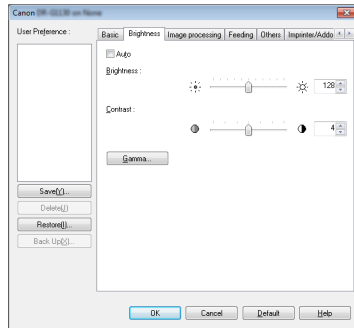 Canon
User Preference :
Basic Brightness Image processing Feeding Others Imprinter/Addo
Auto
Brightness :
128
Contrast :
4
Gamma...
Save(Y)...
Delete(J)
Restore(I)...
Back Up(X)...
OK Cancel Default Help